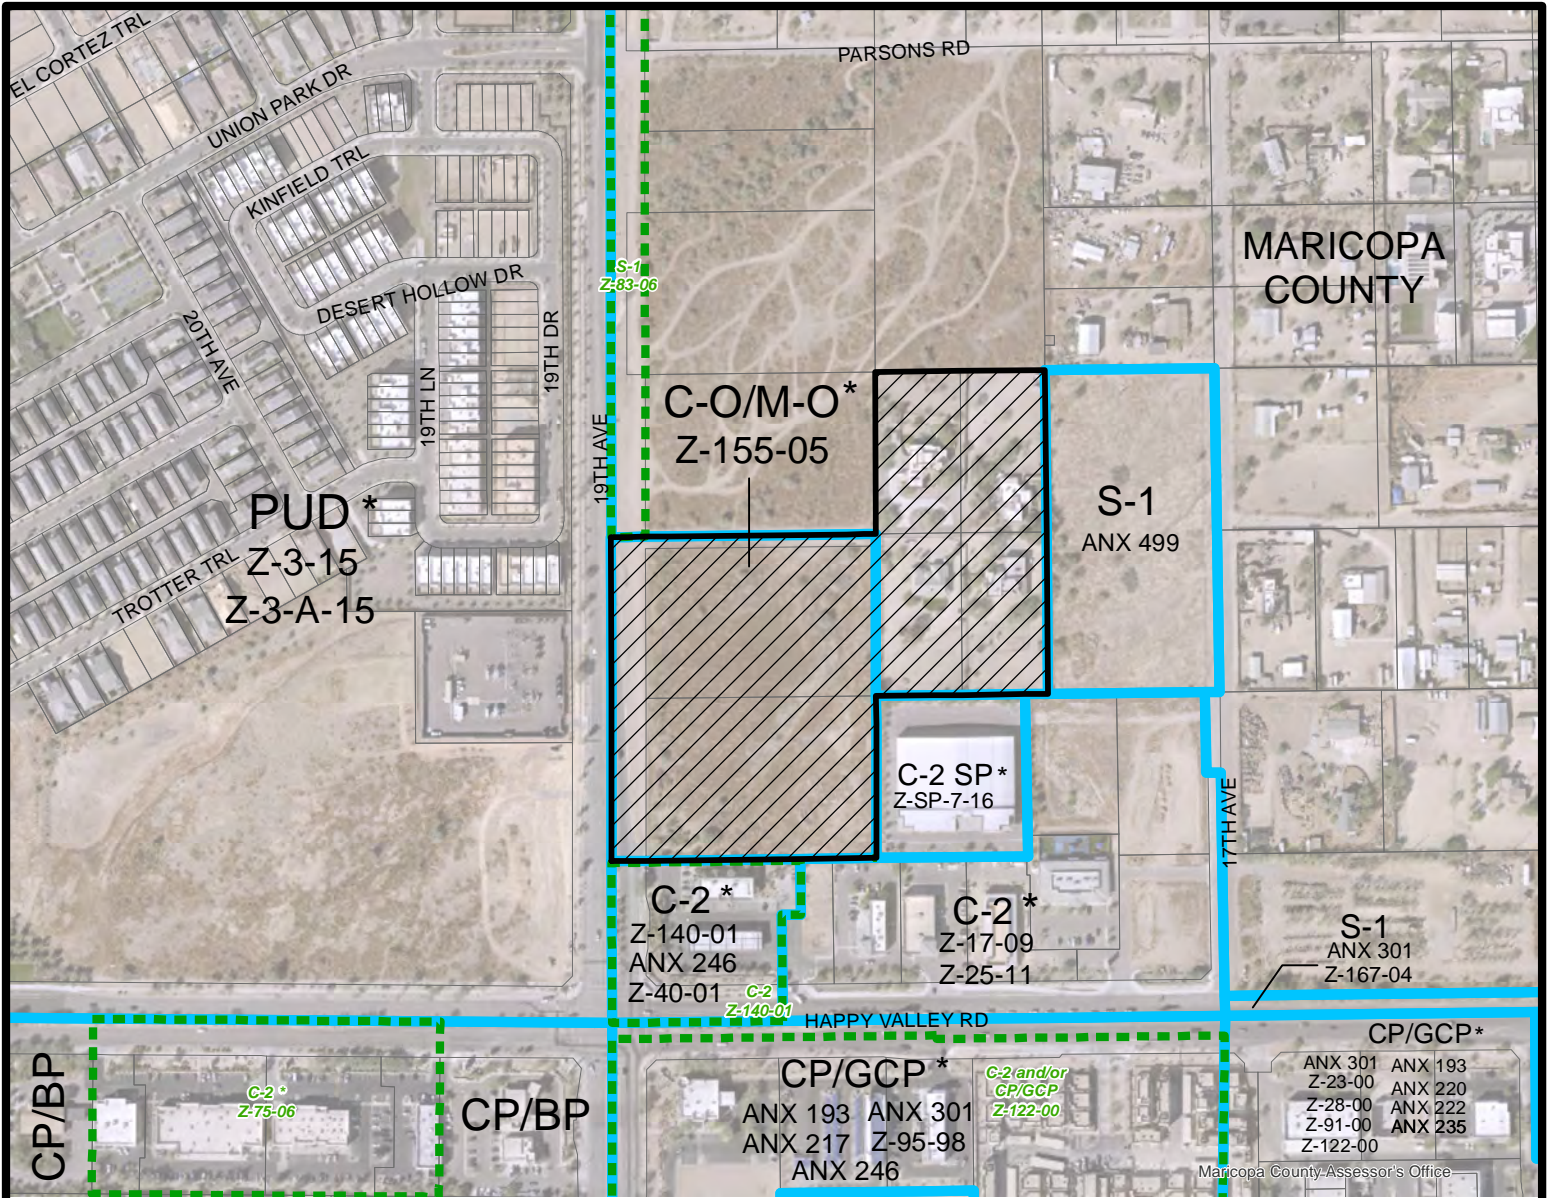 EL CORTEZ TRL
UNION PARK DR
PARSONS RD
KINFIELD TRL
DESERT HOLLOW DR
20TH AVE
19TH LN
19TH DR
19TH AVE
S-1
Z-83-06
MARICOPA
COUNTY
C-O/M-O*
Z-155-05
PUD *
Z-3-15
Z-3-A-15
TROTTER TRL
S-1
ANX 499
C-2 SP*
Z-SP-7-16
17TH AVE
C-2 *
Z-140-01
ANX 246
Z-40-01
C-2
Z-140-01
C-2 *
Z-17-09
Z-25-11
S-1
ANX 301
Z-167-04
HAPPY VALLEY RD
CP/BP
C-2 *
Z-75-06
CP/BP
CP/GCP *
ANX 193 ANX 301
ANX 217 Z-95-98
ANX 246
C-2 and/or
CP/GCP
Z-122-00
CP/GCP*
ANX 301 ANX 193
Z-23-00 ANX 220
Z-28-00 ANX 222
Z-91-00 ANX 235
Z-122-00
Maricopa County Assessor's Office